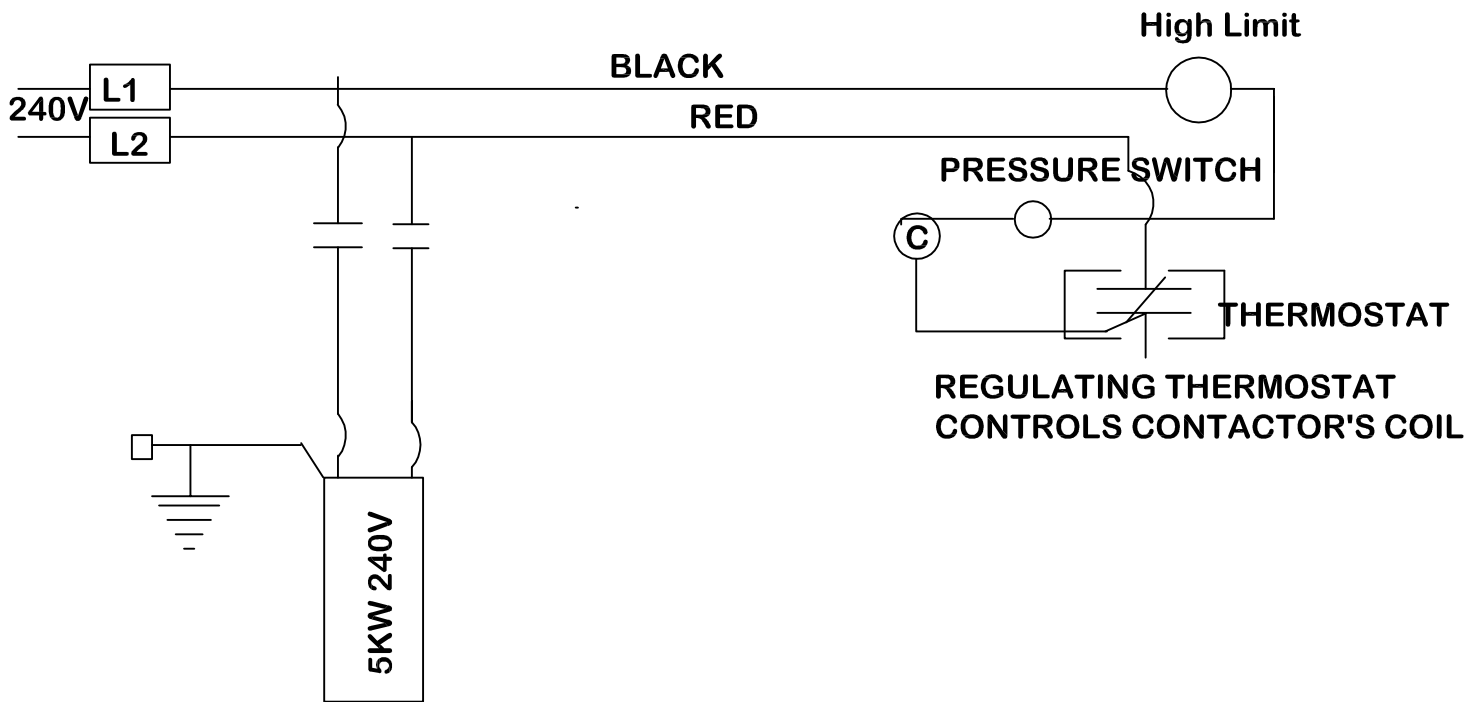 High Limit
BLACK
L1
240V
RED
L2
PRESSURE SWITCH
C
THERMOSTAT
REGULATING THERMOSTAT
CONTROLS CONTACTOR'S COIL
5KW 240V